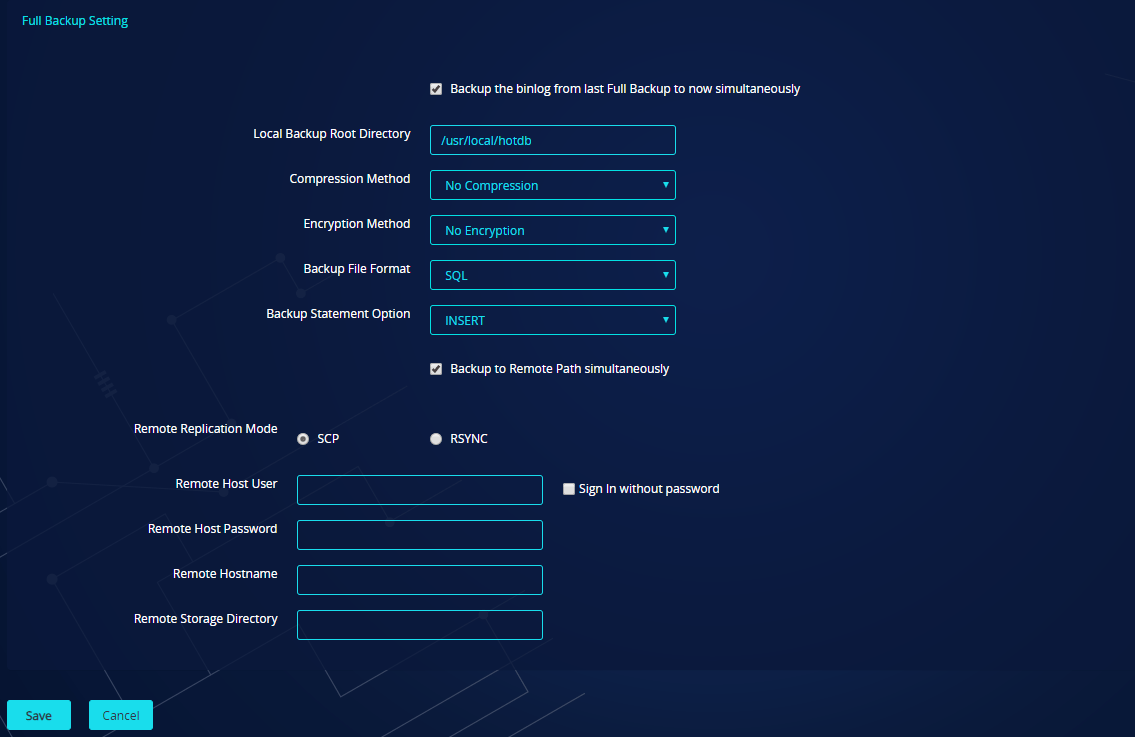 Full Backup Setting
Backup the binlog from last Full Backup to now simultaneously
Local Backup Root Directory
/usr/local/hotdb
Compression Method
No Compression
Encryption Method
No Encryption
Backup File Format
SQL
Backup Statement Option
INSERT
Backup to Remote Path simultaneously
Remote Replication Mode
SCP
RSYNC
Remote Host User
Sign In without password
Remote Host Password
Remote Hostname
Remote Storage Directory
Save
Cancel